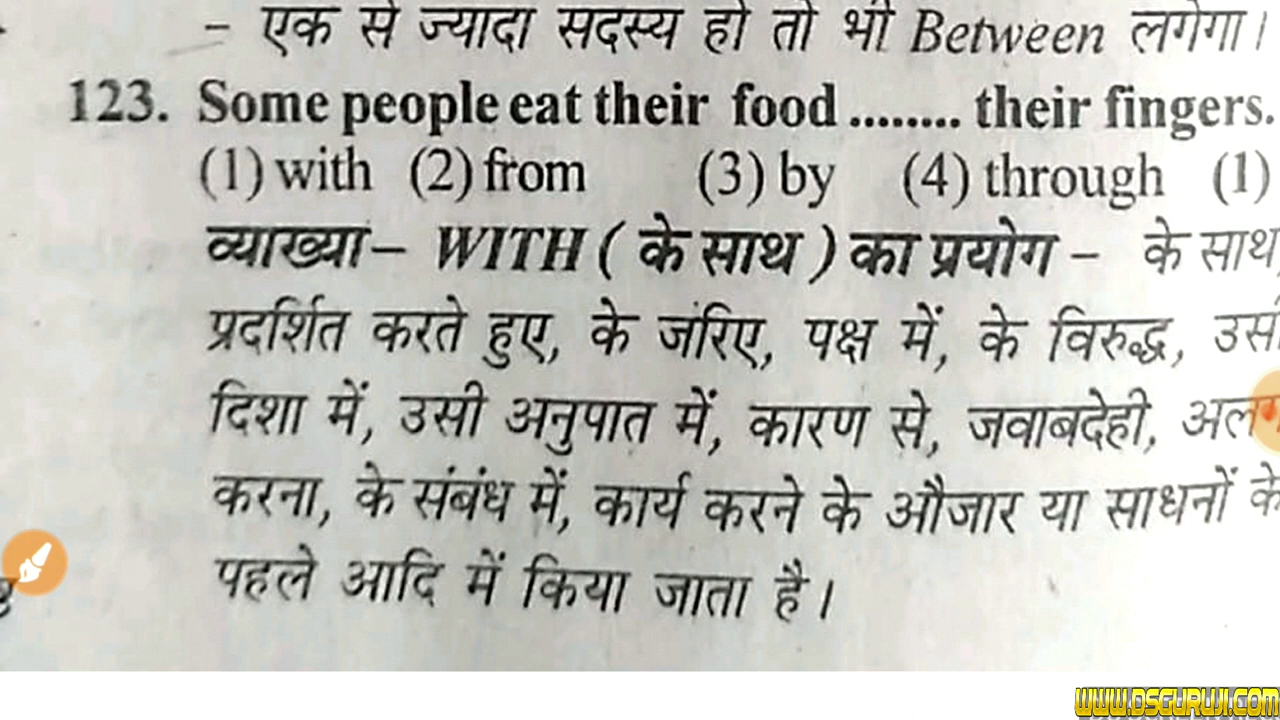 - एक से ज्यादा सदस्य हो तो भी Between लगेगा।
123. Some people eat their food ........ their fingers.
(1) with (2) from (3) by (4) through (1)
व्याख्या– WITH ( के साथ ) का प्रयोग – के साथ
प्रदर्शित करते हुए, के जरिए, पक्ष में, के विरुद्ध,
दिशा में, उसी अनुपात में, कारण से, जवाबदेही,
करना, के संबंध में, कार्य करने के औजार या साधनों के
पहले आदि में किया जाता है।
WWW.DSGURUJI.COM